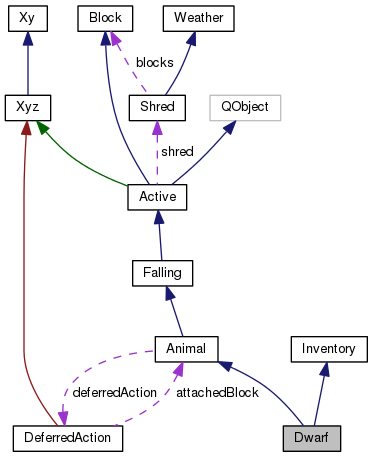 Xy
Block
Weather
blocks
Xyz
Shred
QObject
shred
Active
Falling
Animal
Inventory
deferredAction
attachedBlock
DeferredAction
Dwarf